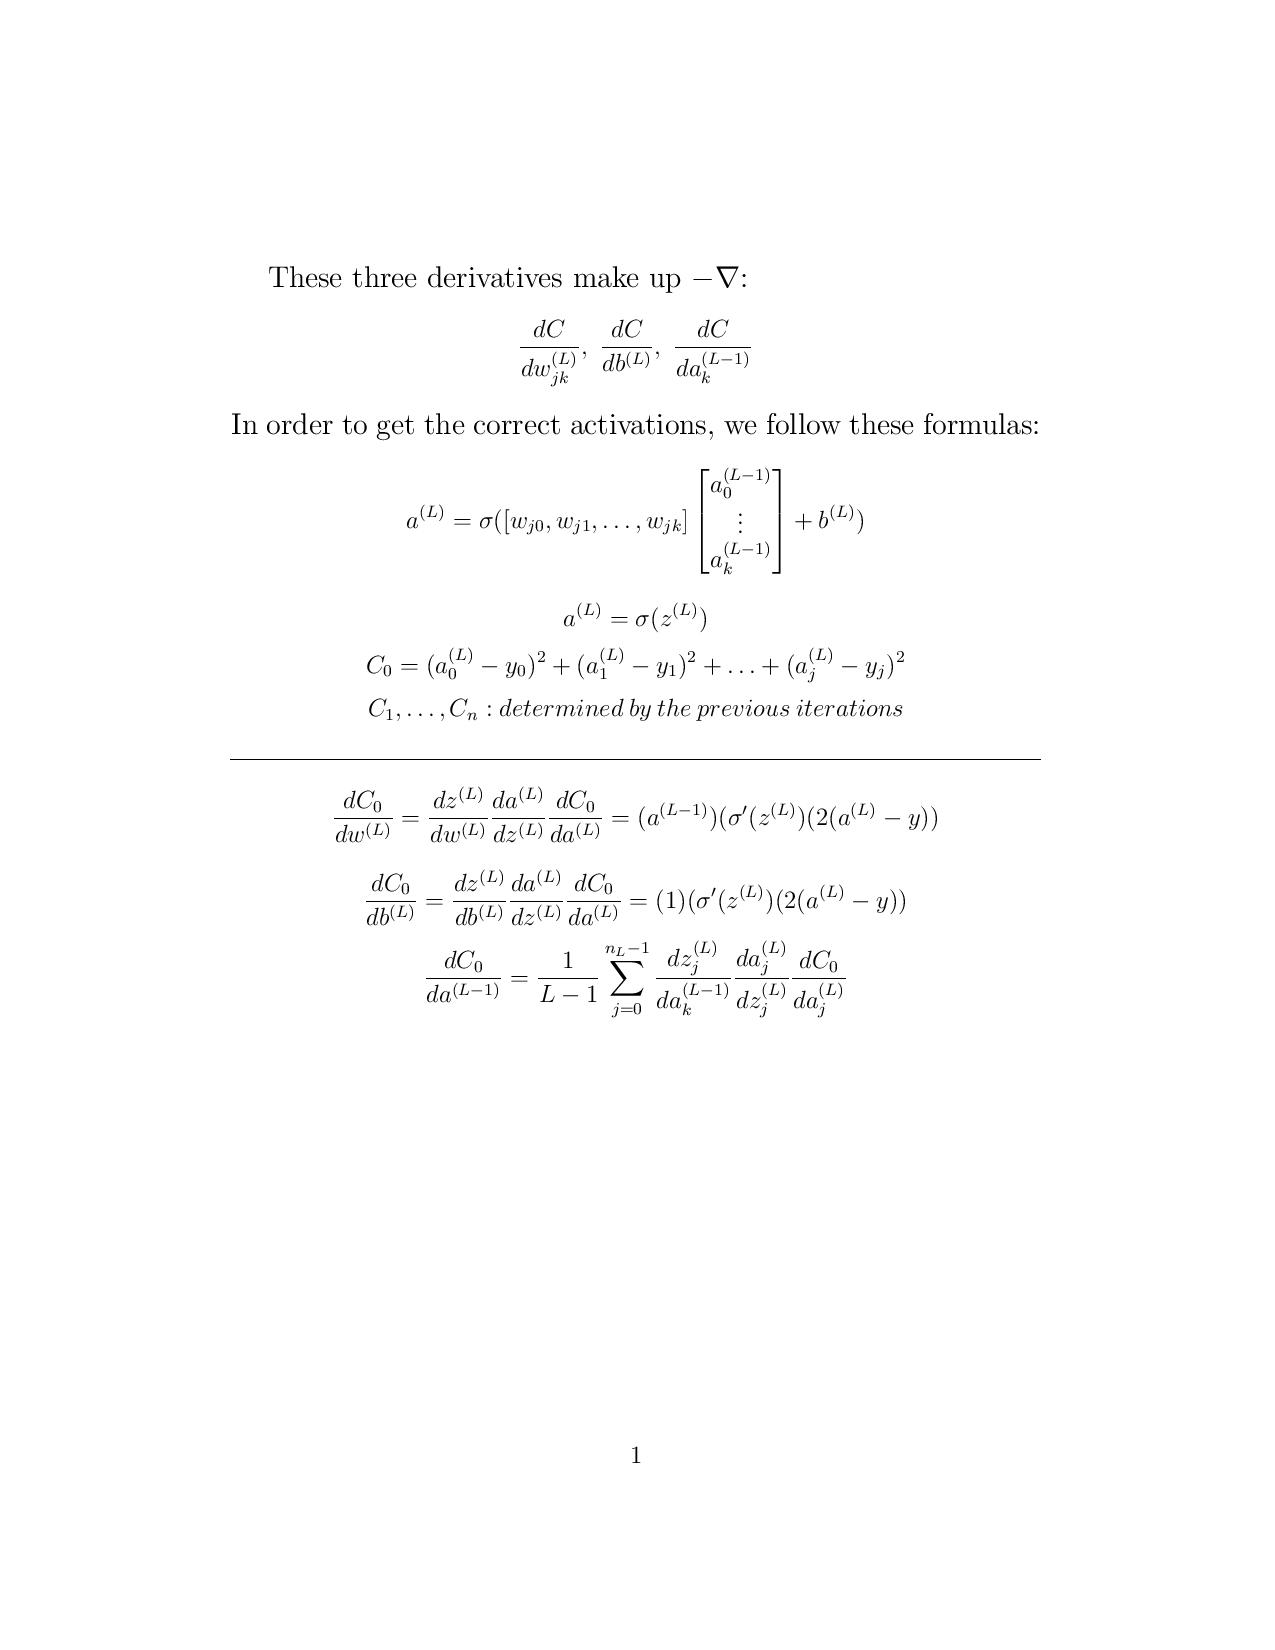 These three derivatives make up −∇:
\frac{dC}{dw_{jk}^{(L)}}, \frac{dC}{db^{(L)}}, \frac{dC}{da_k^{(L-1)}}
In order to get the correct activations, we follow these formulas:
a^{(L)} = \sigma([w_{j0}, w_{j1}, \ldots, w_{jk}] \begin{bmatrix} a_0^{(L-1)} \\ \vdots \\ a_k^{(L-1)} \end{bmatrix} + b^{(L)})
a^{(L)} = \sigma(z^{(L)})
C_0 = (a_0^{(L)} - y_0)^2 + (a_1^{(L)} - y_1)^2 + \ldots + (a_j^{(L)} - y_j)^2
C_1, \ldots, C_n : determined by the previous iterations
\frac{dC_0}{dw^{(L)}} = \frac{dz^{(L)}}{dw^{(L)}} \frac{da^{(L)}}{dz^{(L)}} \frac{dC_0}{da^{(L)}} = (a^{(L-1)})(\sigma'(z^{(L)})(2(a^{(L)} - y))
\frac{dC_0}{db^{(L)}} = \frac{dz^{(L)}}{db^{(L)}} \frac{da^{(L)}}{dz^{(L)}} \frac{dC_0}{da^{(L)}} = (1)(\sigma'(z^{(L)})(2(a^{(L)} - y))
\frac{dC_0}{da^{(L-1)}} = \frac{1}{L-1} \sum_{j=0}^{n_L-1} \frac{dz_j^{(L)}}{da_k^{(L-1)}} \frac{da_j^{(L)}}{dz_j^{(L)}} \frac{dC_0}{da_j^{(L)}}
1